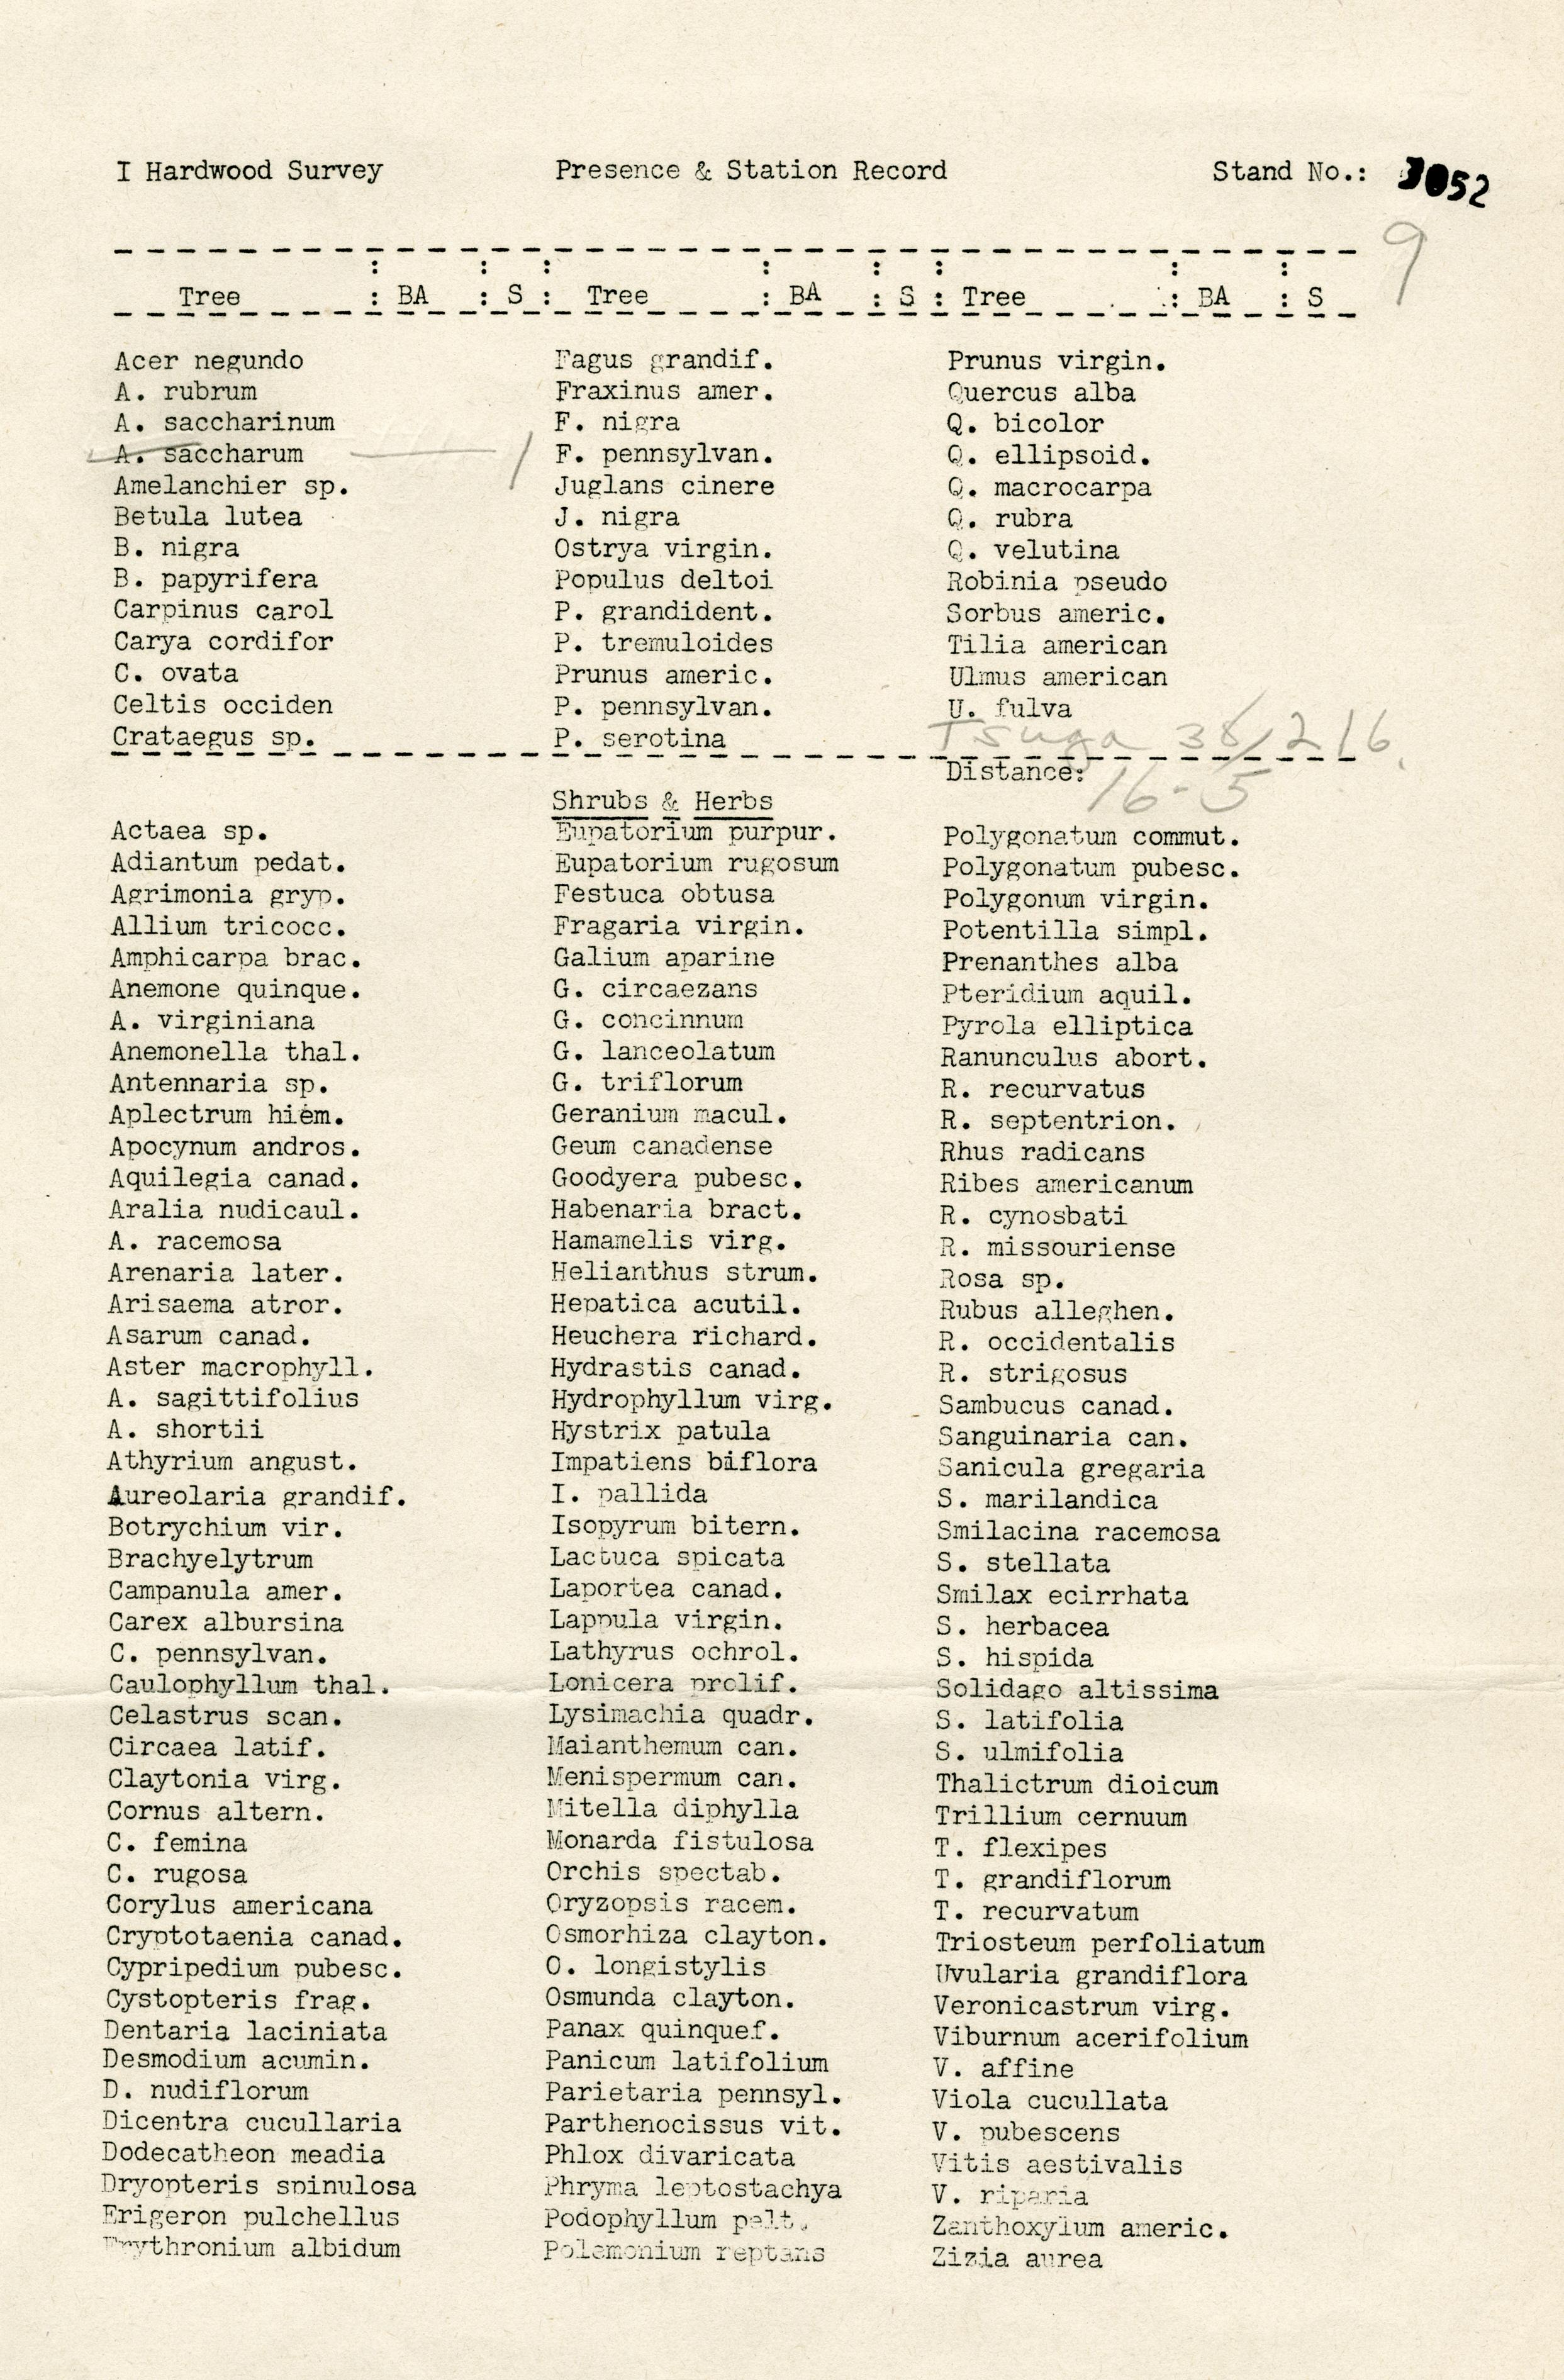 I Hardwood Survey Presence & Station Record Stand No.: 3052
9
Tree : BA : S : Tree : BA : S : Tree : BA : S
Acer negundo Fagus grandif. Prunus virgin.
A. rubrum Fraxinus amer. Quercus alba
A. saccharinum F. nigra Q. bicolor
A. saccharum F. pennsylvan. Q. ellipsoid.
Amelanchier sp. Juglans cinere Q. macrocarpa
Betula lutea J. nigra Q. rubra
B. nigra Ostrya virgin. Q. velutina
B. papyrifera Populus deltoi Robinia pseudo
Carpinus carol P. grandident. Sorbus americ.
Carya cordifor P. tremuloides Tilia american
C. ovata Prunus americ. Ulmus american
Celtis occiden P. pennsylvan. U. fulva
Crataegus sp. P. serotina Tsuga 38/216
Distance: 16-5
Shrubs & Herbs
Actaea sp. Eupatorium purpur. Polygonatum commut.
Adiantum pedat. Eupatorium rugosum Polygonatum pubesc.
Agrimonia gryp. Festuca obtusa Polygonum virgin.
Allium tricocc. Fragaria virgin. Potentilla simpl.
Amphicarpa brac. Galium aparine Prenanthes alba
Anemone quinque. G. circaezans Pteridium aquil.
A. virginiana G. concinnum Pyrola elliptica
Anemonella thal. G. lanceolatum Ranunculus abort.
Antennaria sp. G. triflorum R. recurvatus
Aplectrum hiem. Geranium macul. R. septentrion.
Apocynum andros. Geum canadense Rhus radicans
Aquilegia canad. Goodyera pubesc. Ribes americanum
Aralia nudicaul. Habenaria bract. R. cynosbati
A. racemosa Hamamelis virg. R. missouriense
Arenaria later. Helianthus strum. Rosa sp.
Arisaema atror. Hepatica acutil. Rubus alleghen.
Asarum canad. Heuchera richard. R. occidentalis
Aster macrophyll. Hydrastis canad. R. strigosus
A. sagittifolius Hydrophyllum virg. Sambucus canad.
A. shortii Hystrix patula Sanguinaria can.
Athyrium angust. Impatiens biflora Sanicula gregaria
Aureolaria grandif. I. pallida S. marilandica
Botrychium vir. Isopyrum bitern. Smilacina racemosa
Brachyelytrum Lactuca spicata S. stellata
Campanula amer. Laportea canad. Smilax ecirrhata
Carex albursina Lappula virgin. S. herbacea
C. pennsylvan. Lathyrus ochrol. S. hispida
Caulophyllum thal. Lonicera prolif. Solidago altissima
Celastrus scan. Lysimachia quadr. S. latifolia
Circaea latif. Maianthemum can. S. ulmifolia
Claytonia virg. Menispermum can. Thalictrum dioicum
Cornus altern. Mitella diphylla Trillium cernuum
C. femina Monarda fistulosa T. flexipes
C. rugosa Orchis spectab. T. grandiflorum
Corylus americana Oryzopsis racem. T. recurvatum
Cryptotaenia canad. Osmorhiza clayton. Triosteum perfoliatum
Cypripedium pubesc. O. longistylis Uvularia grandiflora
Cystopteris frag. Osmunda clayton. Veronicastrum virg.
Dentaria laciniata Panax quinquef. Viburnum acerifolium
Desmodium acumin. Panicum latifolium V. affine
D. nudiflorum Parietaria pennsyl. Viola cucullata
Dicentra cucullaria Parthenocissus vit. V. pubescens
Dodecatheon meadia Phlox divaricata Vitis aestivalis
Dryopteris spinulosa Phryma leptostachya V. riparia
Erigeron pulchellus Podophyllum pelt. Zanthoxylum americ.
Erythronium albidum Polemonium reptans Zizia aurea